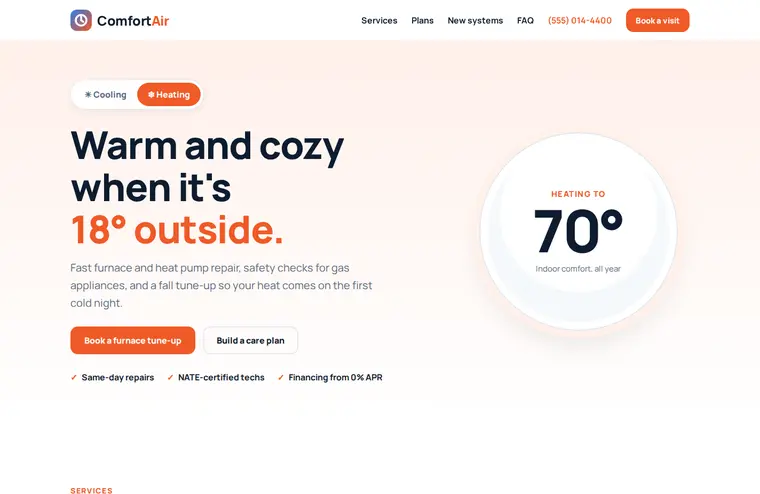 ComfortAir
Services Plans New systems FAQ (555) 014-4400 Book a visit
☀ Cooling ❄ Heating
Warm and cozy
when it's
18° outside.
Fast furnace and heat pump repair, safety checks for gas
appliances, and a fall tune-up so your heat comes on the first
cold night.
Book a furnace tune-up Build a care plan
✓ Same-day repairs ✓ NATE-certified techs ✓ Financing from 0% APR
HEATING TO
70°
Indoor comfort, all year
SERVICES